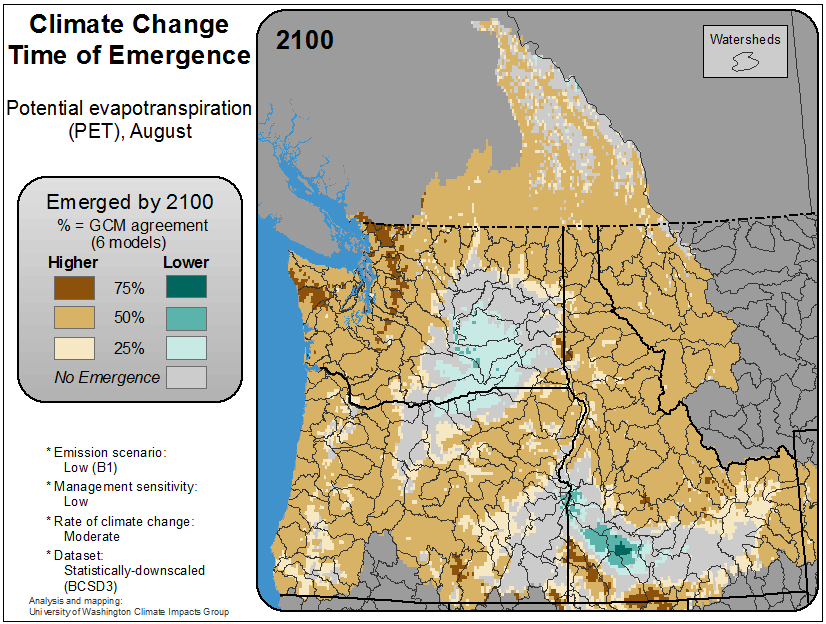 Climate Change
Time of Emergence
Potential evapotranspiration
(PET), August
Emerged by 2100
% = GCM agreement
(6 models)
Higher Lower
75%
50%
25%
No Emergence
* Emission scenario:
Low (B1)
* Management sensitivity:
Low
* Rate of climate change:
Moderate
* Dataset:
Statistically-downscaled
(BCSD3)
Analysis and mapping:
University of Washington Climate Impacts Group
2100
Watersheds